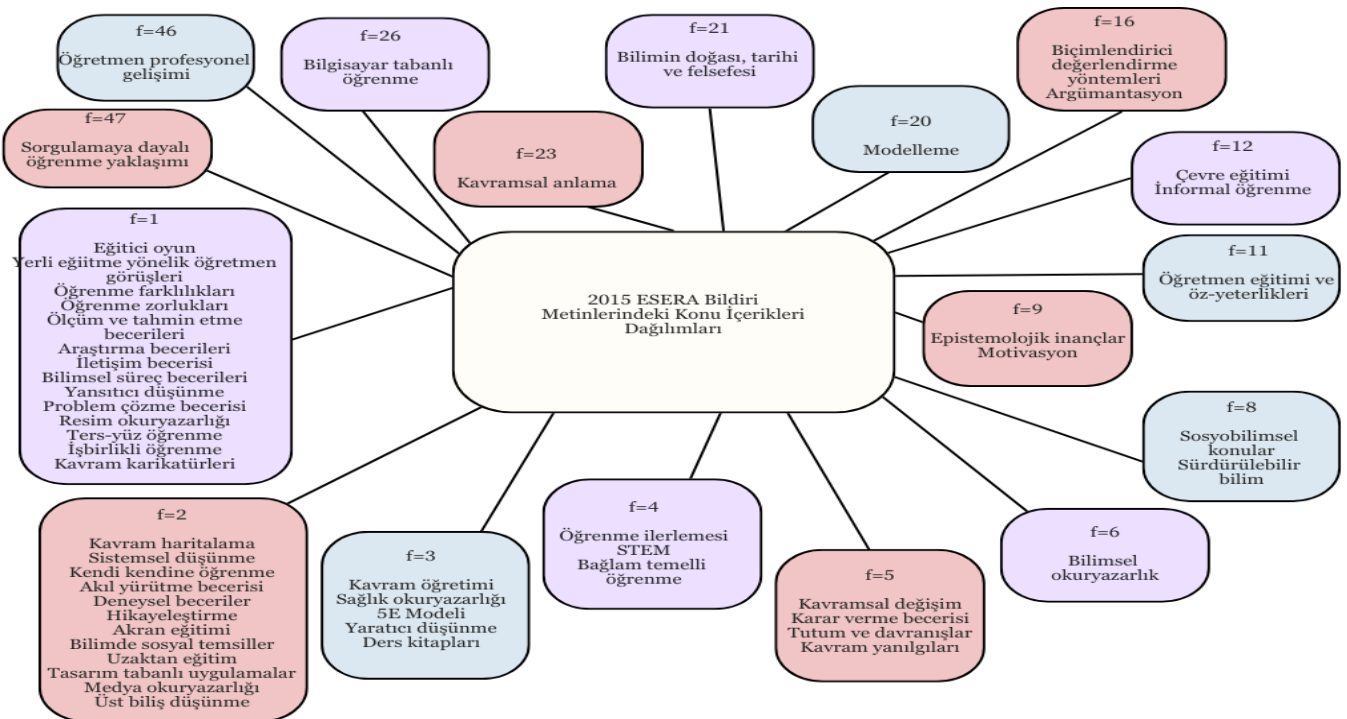 f=46
Öğretmen profesyonel
gelişimi
f=26
Bilgisayar tabanlı
öğrenme
f=21
Bilimin doğası, tarihi
ve felsefesi
f=16
Biçimlendirici
değerlendirme
yöntemleri
Argümantasyon
f=47
Sorgulamaya dayalı
öğrenme yaklaşımı
f=23
Kavramsal anlama
f=20
Modelleme
f=12
Çevre eğitimi
İnformal öğrenme
f=1
Eğitici oyun
Yerli eğiitme yönelik öğretmen
görüşleri
Öğrenme farklılıkları
Öğrenme zorlukları
Ölçüm ve tahmin etme
becerileri
Araştırma becerileri
İletişim becerisi
Bilimsel süreç becerileri
Yansıtıcı düşünme
Problem çözme becerisi
Resim okuryazarlığı
Ters-yüz öğrenme
İşbirlikli öğrenme
Kavram karikatürleri
2015 ESERA Bildiri
Metinlerindeki Konu İçerikleri
Dağılımları
f=11
Öğretmen eğitimi ve
öz-yeterlikleri
f=9
Epistemolojik inançlar
Motivasyon
f=8
Sosyobilimsel
konular
Sürdürülebilir
bilim
f=2
Kavram haritalama
Sistemsel düşünme
Kendi kendine öğrenme
Akıl yürütme becerisi
Deneysel beceriler
Hikayeleştirme
Akran eğitimi
Bilimde sosyal temsiller
Uzaktan eğitim
Tasarım tabanlı uygulamalar
Medya okuryazarlığı
Üst biliş düşünme
f=3
Kavram öğretimi
Sağlık okuryazarlığı
5E Modeli
Yaratıcı düşünme
Ders kitapları
f=4
Öğrenme ilerlemesi
STEM
Bağlam temelli
öğrenme
f=5
Kavramsal değişim
Karar verme becerisi
Tutum ve davranışlar
Kavram yanılgıları
f=6
Bilimsel
okuryazarlık